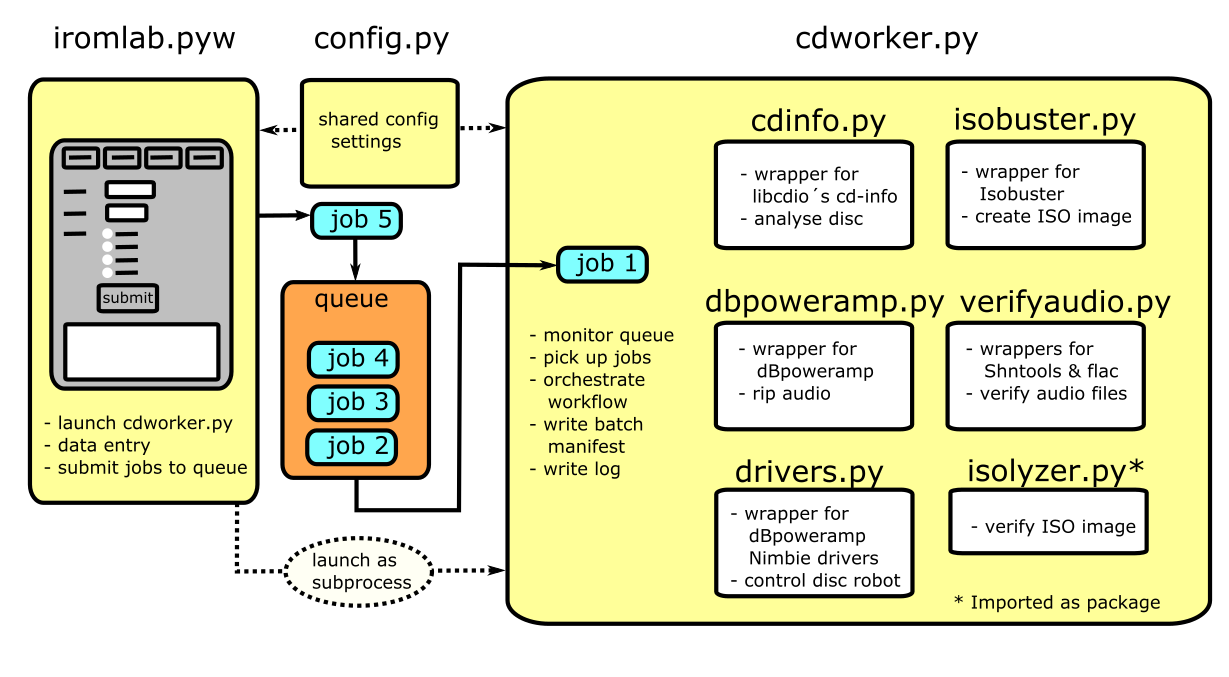 iromlab.pyw
config.py
cdworker.py
submit
- launch cdworker.py
- data entry
- submit jobs to queue
shared config
settings
job 5
queue
job 4
job 3
job 2
launch as
subprocess
job 1
- monitor queue
- pick up jobs
- orchestrate
workflow
- write batch
manifest
- write log
cdinfo.py
- wrapper for
libcdio´s cd-info
- analyse disc
isobuster.py
- wrapper for
Isobuster
- create ISO image
dbpoweramp.py
- wrapper for
dBpoweramp
- rip audio
verifyaudio.py
- wrappers for
Shntools & flac
- verify audio files
drivers.py
- wrapper for
dBpoweramp
Nimbie drivers
- control disc robot
isolyzer.py*
- verify ISO image
* Imported as package